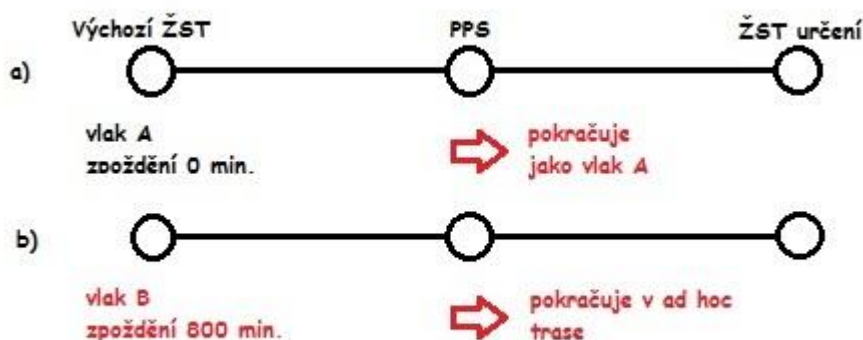 Výchozí ŽST PPS ŽST určení
a)
vlak A
zpoždění 0 min.
pokračuje
jako vlak A
b)
vlak B
zpoždění 800 min.
pokračuje v ad hoc
trase